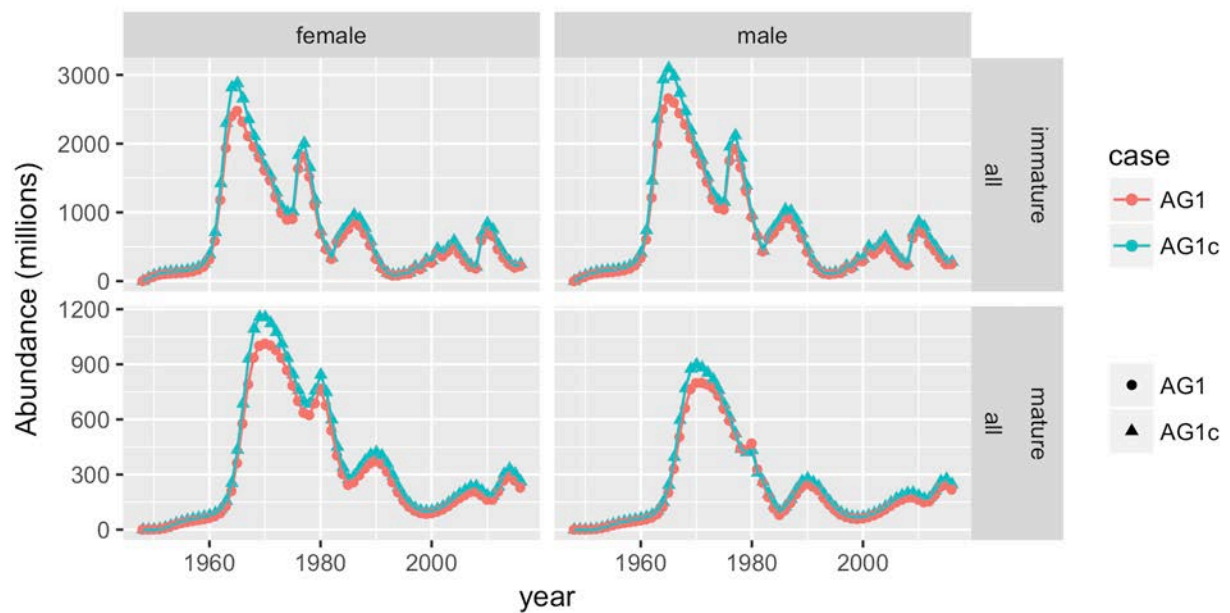 female
male
3000
2000
1000
0
immature
all
1200
900
600
300
0
mature
all
1960
1980
2000
1960
1980
2000
year
Abundance (millions)
case
AG1
AG1c
AG1
AG1c